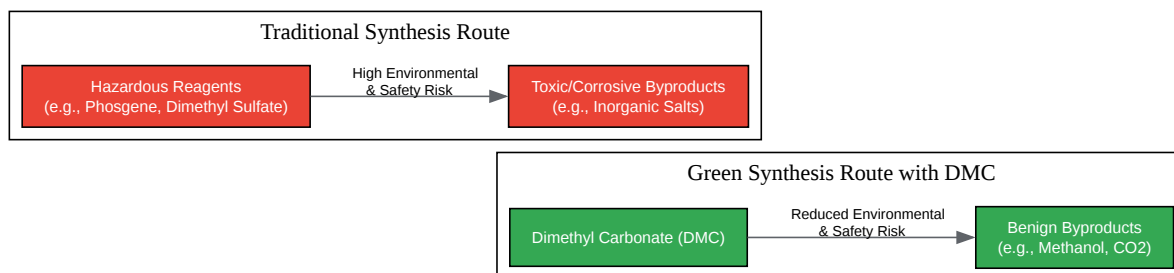 Traditional Synthesis Route
Hazardous Reagents
(e.g., Phosgene, Dimethyl Sulfate)
High Environmental
& Safety Risk
Toxic/Corrosive Byproducts
(e.g., Inorganic Salts)
Green Synthesis Route with DMC
Dimethyl Carbonate (DMC)
Reduced Environmental
& Safety Risk
Benign Byproducts
(e.g., Methanol, CO2)